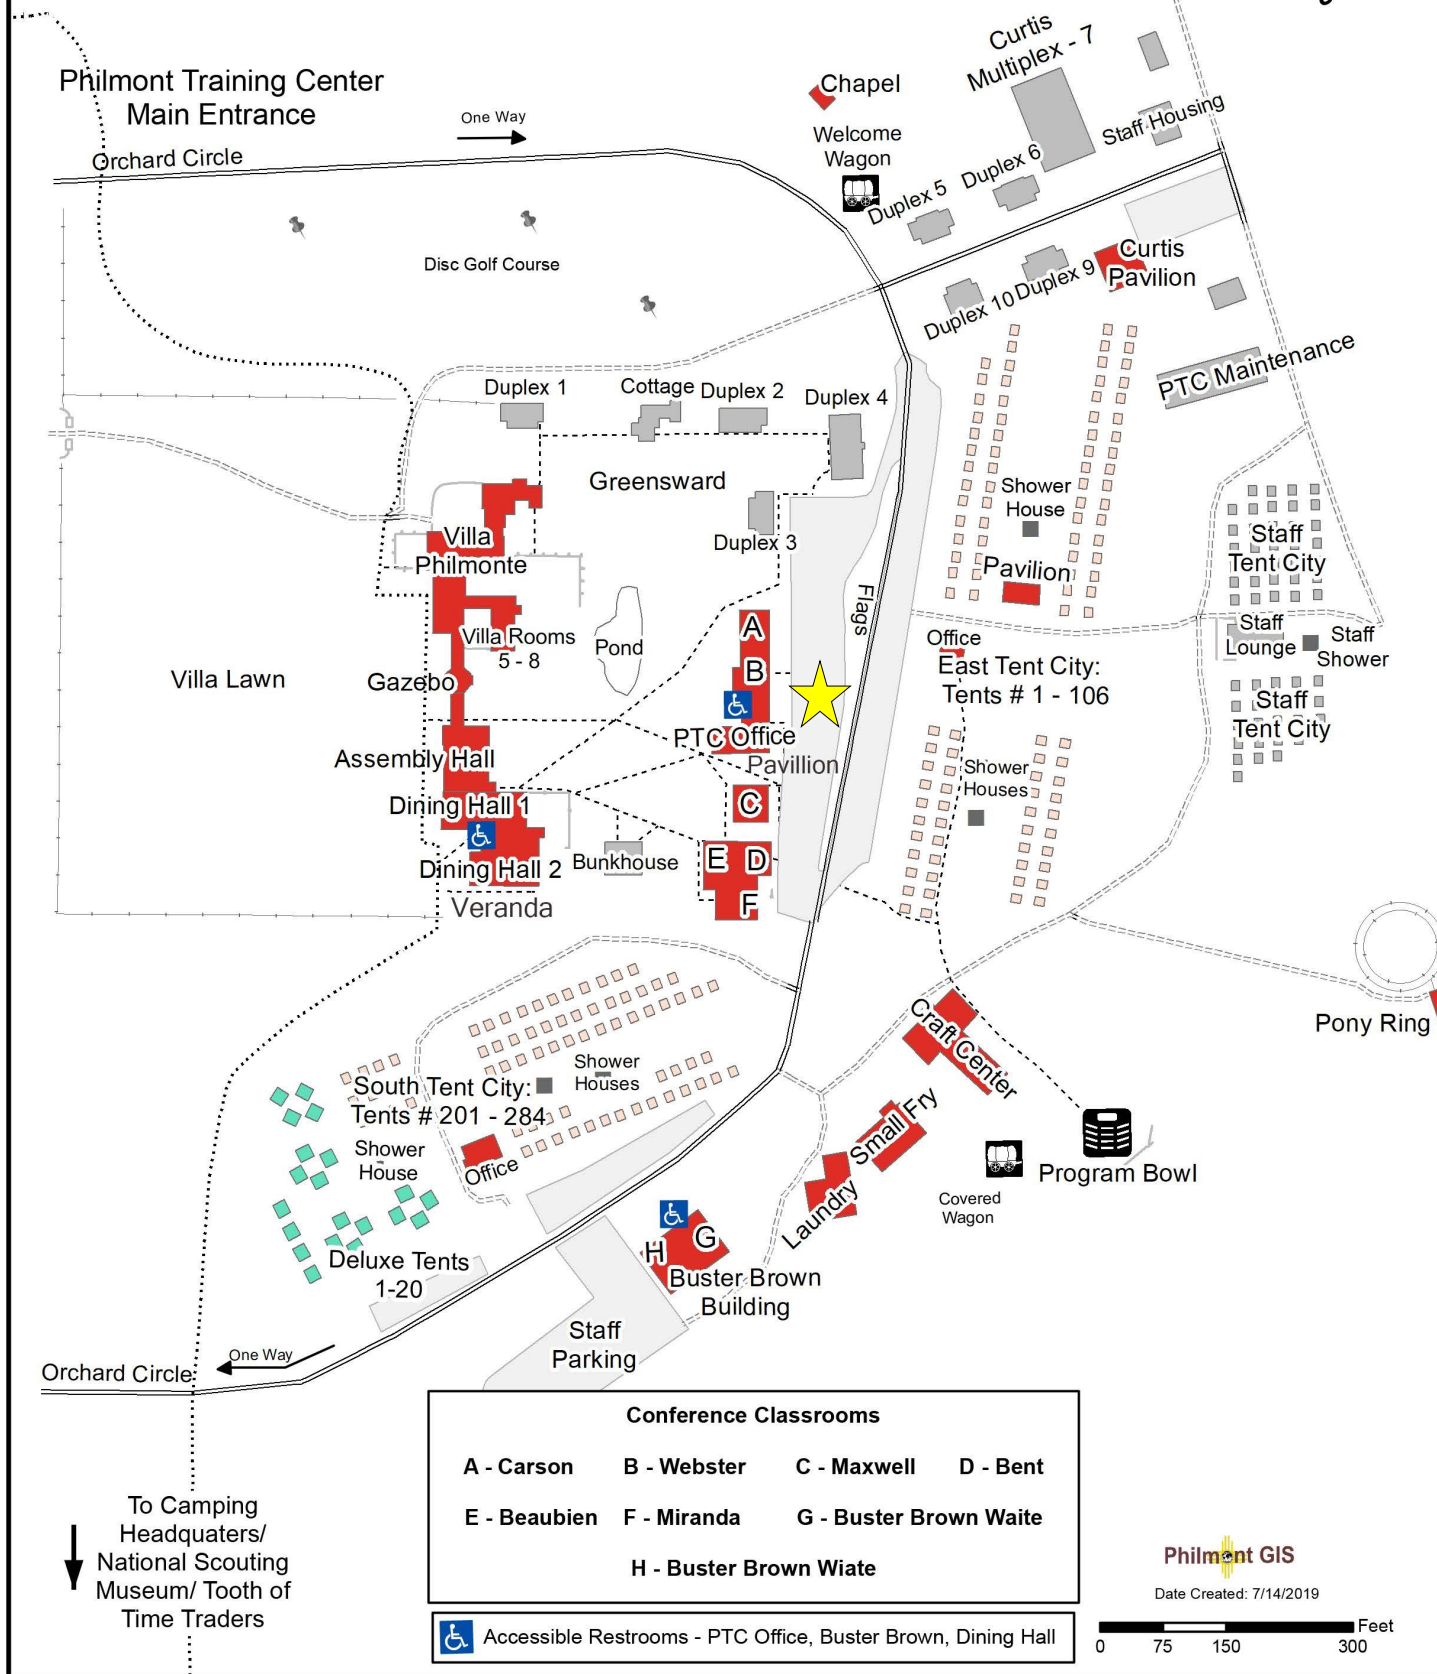 Philmont Training Center
Main Entrance
One Way
Orchard Circle
Chapel
Welcome
Wagon
Curtis
Multiplex - 7
Staff Housing
Duplex 6
Duplex 5
Curtis
Pavilion
Duplex 9
Duplex 10
Disc Golf Course
PTC Maintenance
Duplex 1
Cottage
Duplex 2
Duplex 4
Greensward
Duplex 3
Villa
Philmonte
Shower
House
Pavilion
Staff
Tent City
Flags
Villa Rooms
5 - 8
Pond
A
B
Office
East Tent City:
Tents # 1 - 106
Staff
Lounge
Staff
Shower
Staff
Tent City
Villa Lawn
Gazebo
PTC Office
Pavillion
Assembly Hall
Dining Hall 1
Dining Hall 2
Veranda
C
Shower
Houses
Bunkhouse
E
D
F
Pony Ring
Craft Center
Shower
Houses
South Tent City:
Tents # 201 - 284
Shower
House
Office
Small Fry
Laundry
Covered
Wagon
Program Bowl
Deluxe Tents
1-20
H
G
Buster Brown
Building
Staff
Parking
One Way
Orchard Circle
Conference Classrooms
A - Carson B - Webster C - Maxwell D - Bent
E - Beaubien F - Miranda G - Buster Brown Waite
H - Buster Brown Wiate
Accessible Restrooms - PTC Office, Buster Brown, Dining Hall
To Camping
Headquaters/
National Scouting
Museum/ Tooth of
Time Traders
Philmont GIS
Date Created: 7/14/2019
Feet
0 75 150 300